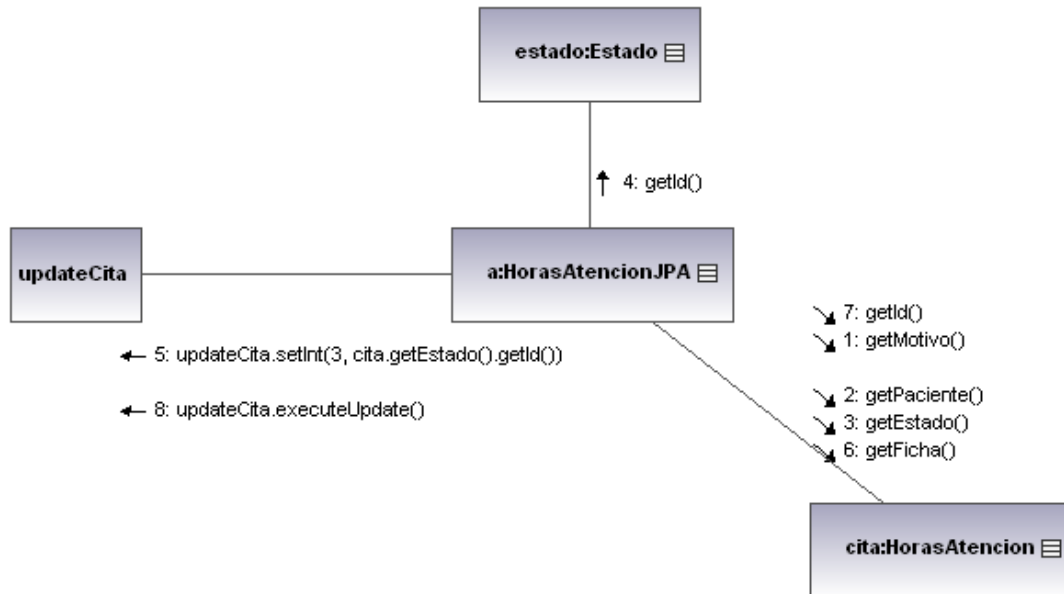 estado:Estado
4: getId()
updateCita
a:HorasAtencionJPA
7: getId()
1: getMotivo()
5: updateCita.setInt(3, cita.getEstado().getId())
2: getPaciente()
8: updateCita.executeUpdate()
3: getEstado()
6: getFicha()
cita:HorasAtencion